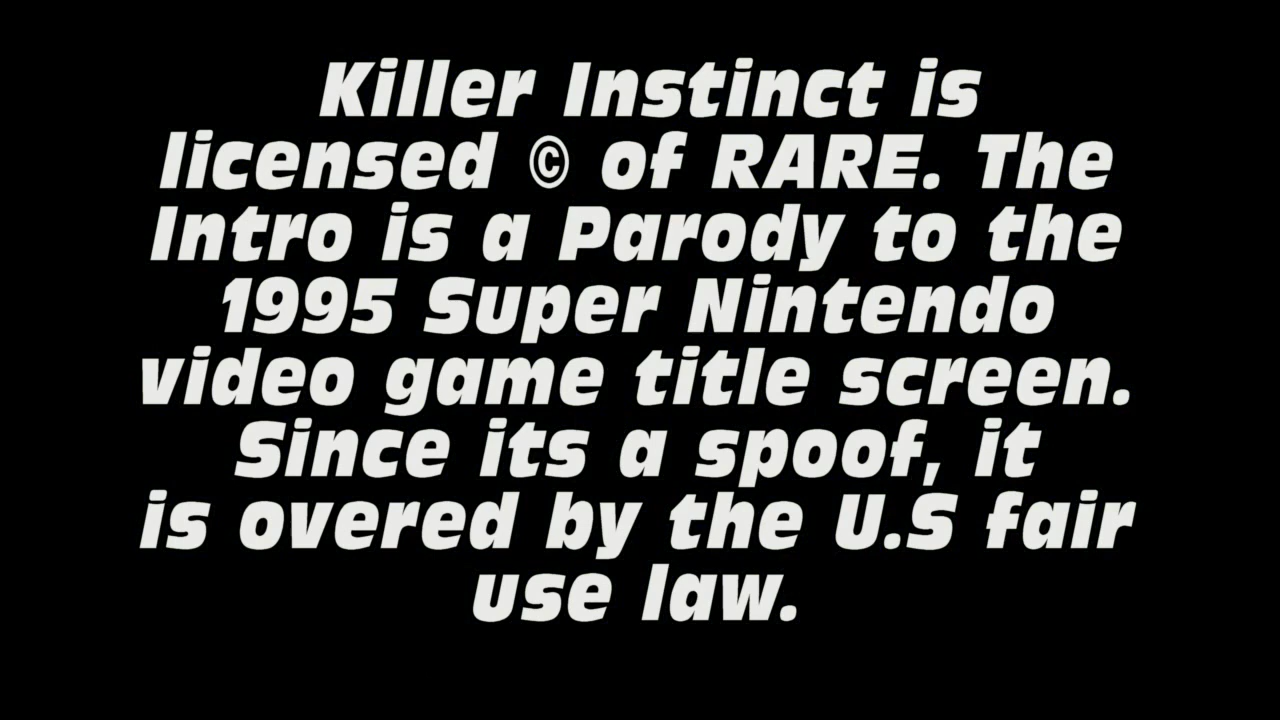 Killer Instinct is
licensed © of RARE. The
Intro is a Parody to the
1995 Super Nintendo
video game title screen.
Since its a spoof, it
is overed by the U.S fair
use law.